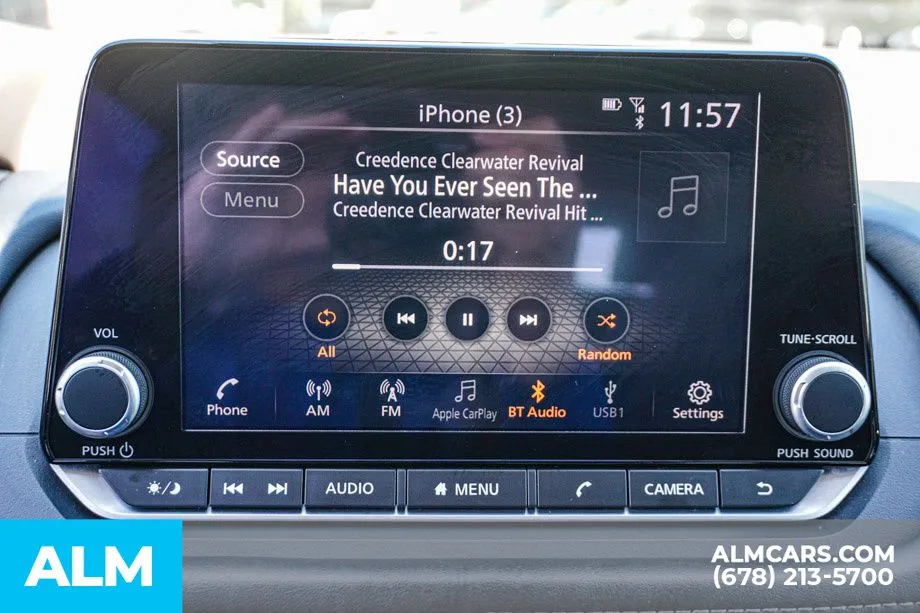 iPhone (3)
11:57
Source
Menu
Creedence Clearwater Revival
Have You Ever Seen The ...
Creedence Clearwater Revival Hit ...
0:17
All
Random
Phone
AM
FM
Apple CarPlay
BT Audio
USB1
Settings
VOL
PUSH
TUNE·SCROLL
PUSH SOUND
AUDIO
MENU
CAMERA
ALM
ALMCARS.COM
(678) 213-5700